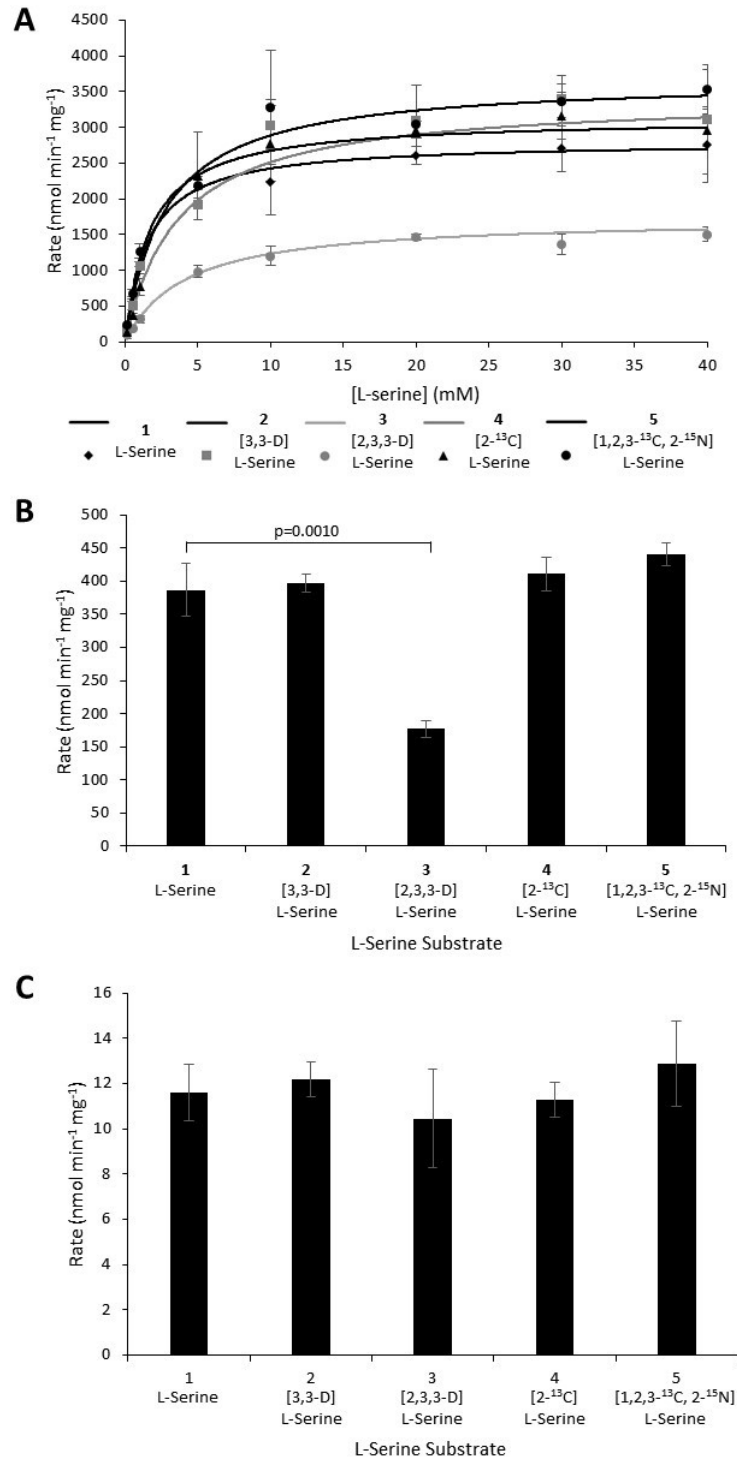 A
4500
4000
3500
3000
2500
2000
1500
1000
500
0
Rate (nmol min⁻¹ mg⁻¹)
0 5 10 15 20 25 30 35 40
[L-serine] (mM)
1 2 3 4 5
L-Serine [3,3-D] [2,3,3-D] [2-¹³C] [1,2,3-¹³C, 2-¹⁵N]
L-Serine L-Serine L-Serine L-Serine
B
500
450
400
350
300
250
200
150
100
50
0
Rate (nmol min⁻¹ mg⁻¹)
p=0.0010
1 2 3 4 5
L-Serine [3,3-D] [2,3,3-D] [2-¹³C] [1,2,3-¹³C, 2-¹⁵N]
L-Serine L-Serine L-Serine L-Serine
L-Serine Substrate
C
16
14
12
10
8
6
4
2
0
Rate (nmol min⁻¹ mg⁻¹)
1 2 3 4 5
L-Serine [3,3-D] [2,3,3-D] [2-¹³C] [1,2,3-¹³C, 2-¹⁵N]
L-Serine L-Serine L-Serine L-Serine
L-Serine Substrate